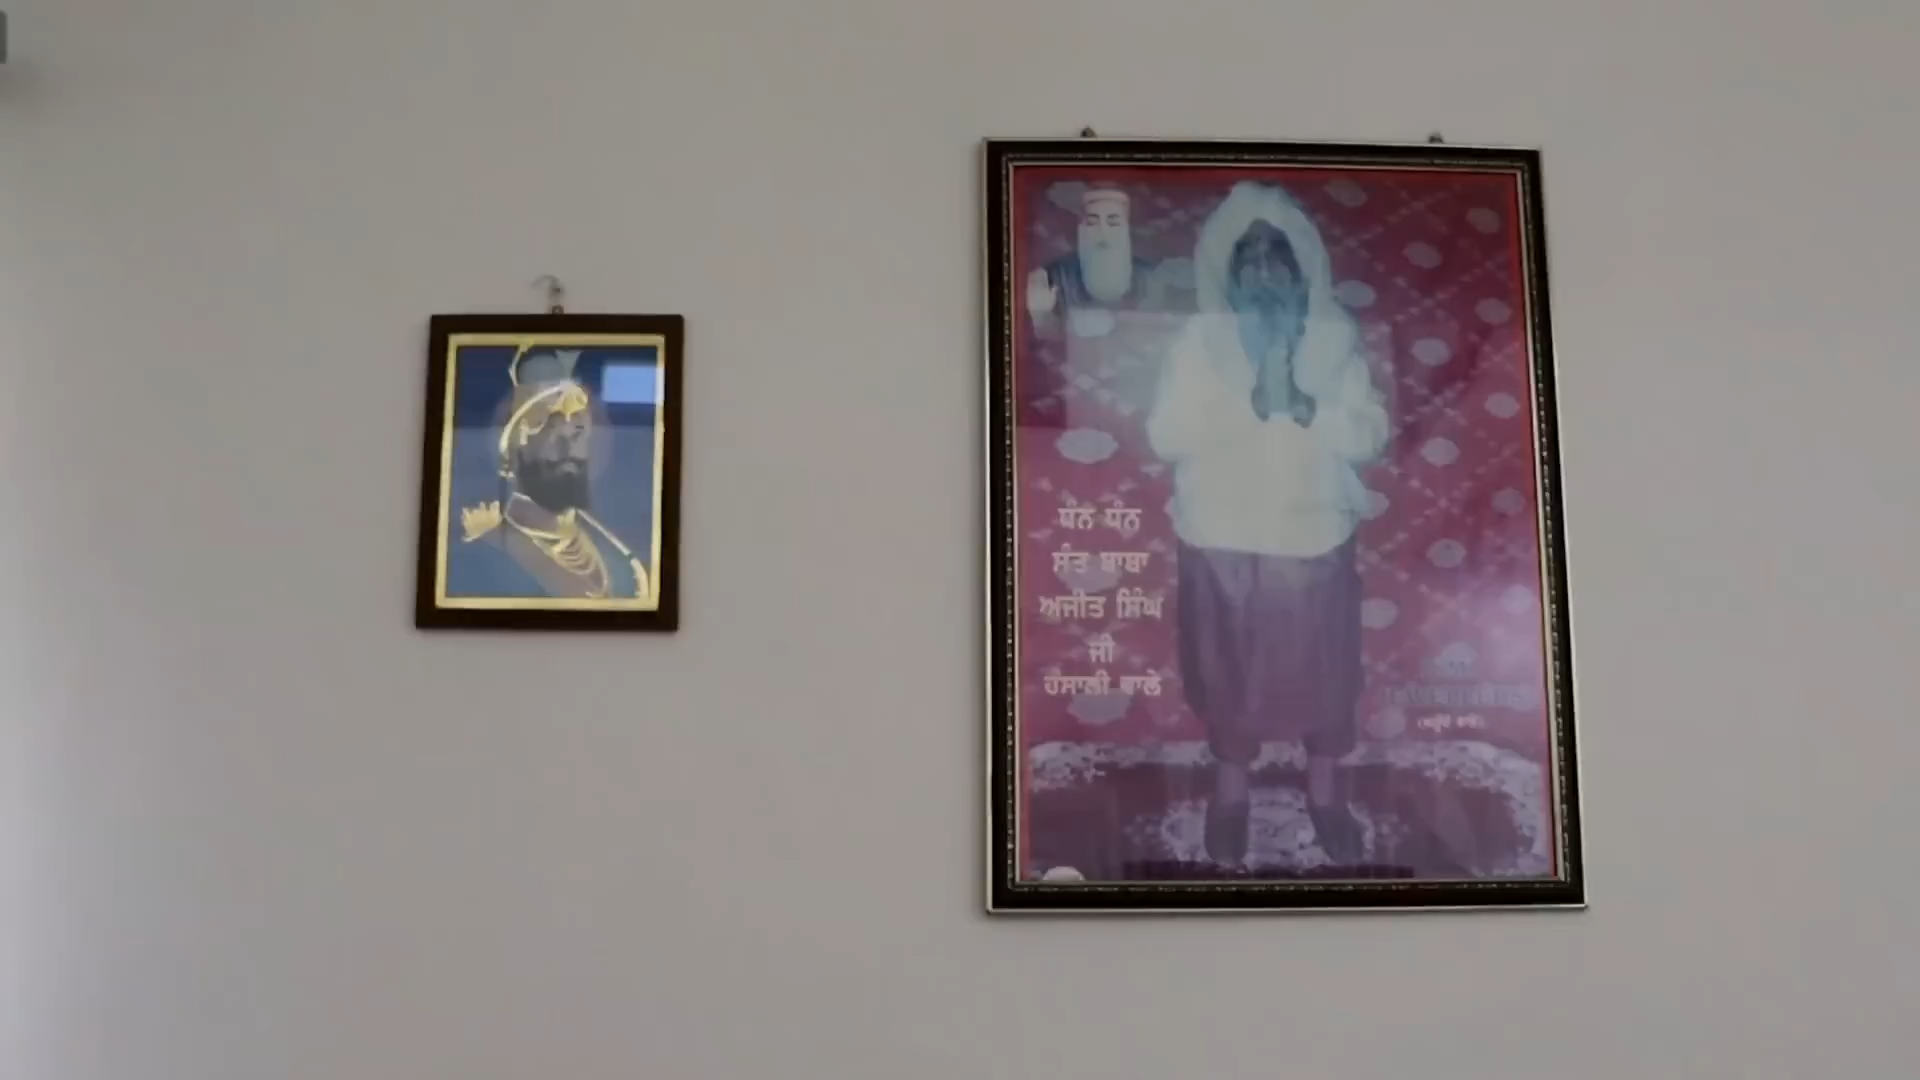 ਧੰਨ ਧੰਨ
ਸੰਤ ਬਾਬਾ
ਅਜੀਤ ਸਿੰਘ
ਜੀ
ਹੰਸਾਲੀ ਵਾਲੇ